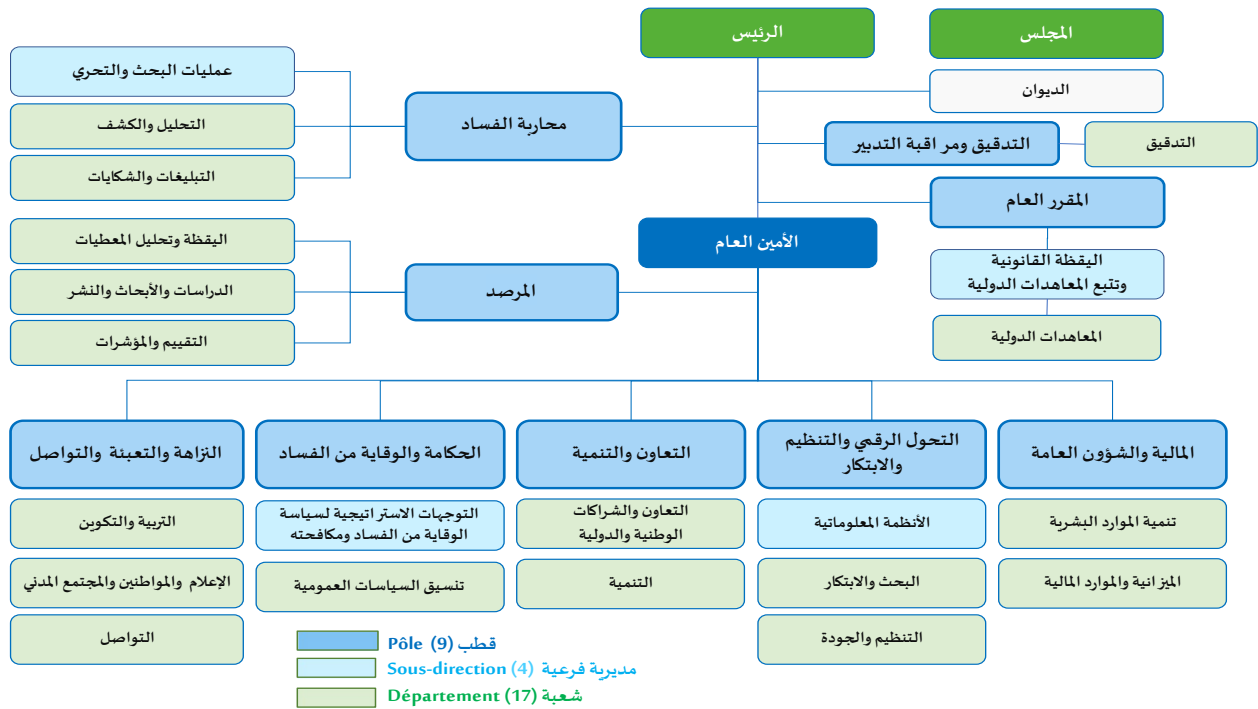 المجلس
الرئيس
الديوان
عمليات البحث والتحري
محاربة الفساد
التحليل والكشف
التدقيق ومراقبة التدبير
التدقيق
التبليغات والشكايات
المقرر العام
الأمين العام
اليقظة وتحليل المعطيات
اليقظة القانونية
وتتبع المعاهدات الدولية
المرصد
الدراسات والأبحاث والنشر
المعاهدات الدولية
التقييم والمؤشرات
المالية والشؤون العامة
التحول الرقمي والتنظيم
والابتكار
التعاون والتنمية
الحكامة والوقاية من الفساد
النزاهة والتعبئة والتواصل
تنمية الموارد البشرية
الأنظمة المعلوماتية
التعاون والشراكات
الوطنية والدولية
التوجهات الاستراتيجية لسياسة
الوقاية من الفساد ومكافحته
التربية والتكوين
الميزانية والموارد المالية
البحث والابتكار
التنمية
تنسيق السياسات العمومية
الإعلام والمواطنين والمجتمع المدني
التنظيم والجودة
التواصل
Pôle (9) قطب
Sous-direction (4) مديرية فرعية
Département (17) شعبة